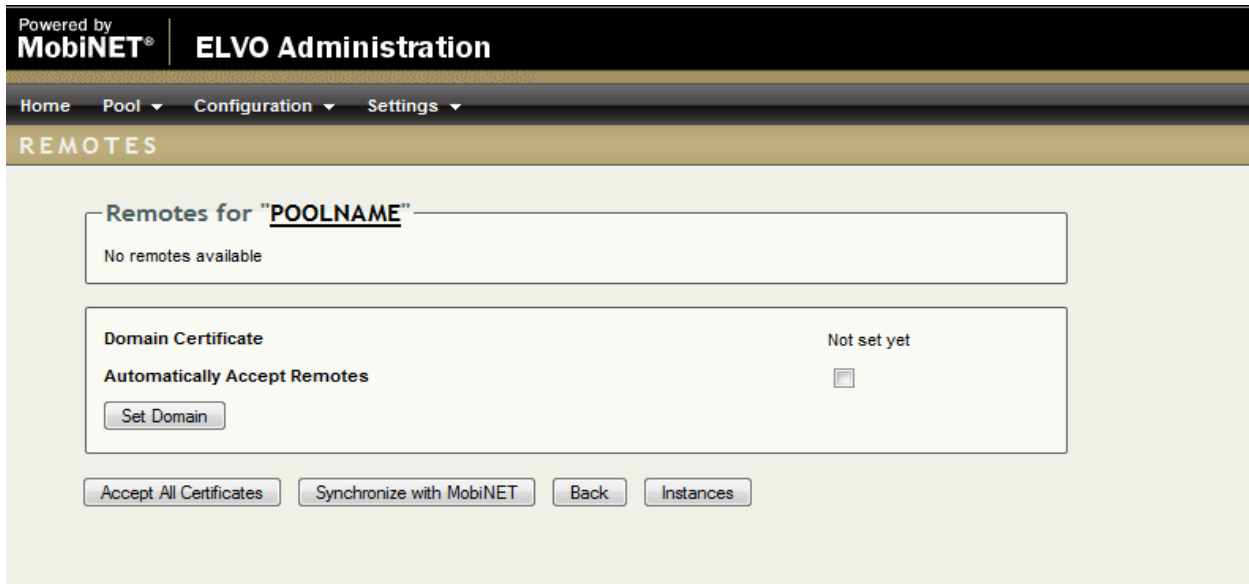 Powered by
MobiNET® ELVO Administration
Home Pool Configuration Settings
REMOTES
Remotes for "POOLNAME"
No remotes available
Domain Certificate Not set yet
Automatically Accept Remotes
Set Domain
Accept All Certificates Synchronize with MobiNET Back Instances